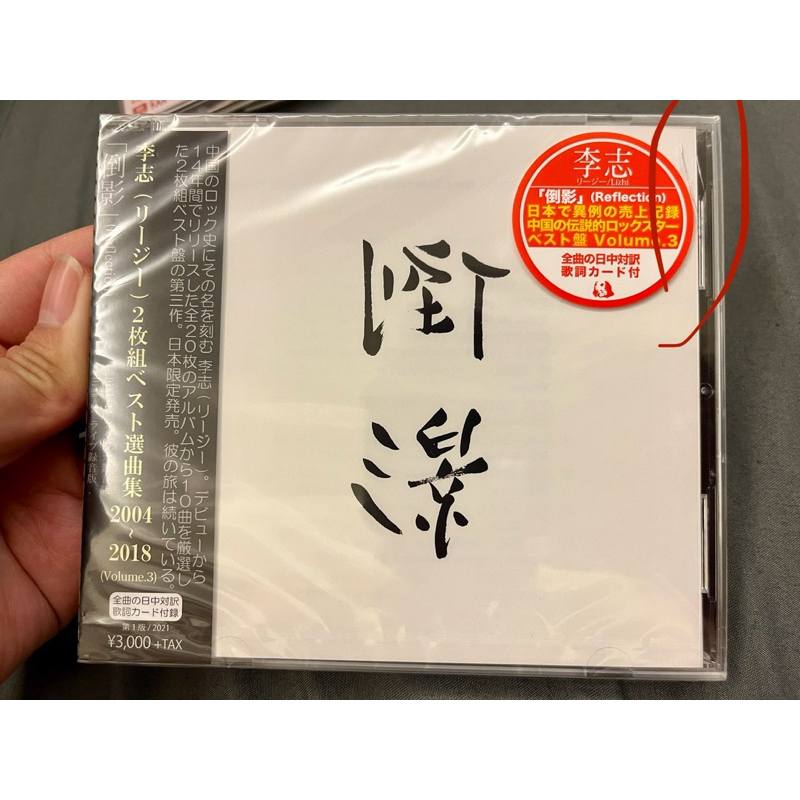 李志
リージー/Lizhi
「倒影」(Reflection)
日本で異例の売上記録
中国の伝説的ロックスター
ベスト盤 Volume.3
全曲の日中対訳
歌詞カード付
倒
影
中国のロック史にその名を刻む 李志（リージー）。デビューから
14年間でリリースした全20枚のアルバムから10曲を厳選し
た2枚組ベスト盤の第三作。日本限定発売。彼の旅は続いている。
李志（リージー）2枚組ベスト選曲集 2004~2018
(Volume.3)
「倒影」(Reflection)
ライブ録音版
全曲の日中対訳
歌詞カード付録
第1版/2021
¥3,000 +TAX